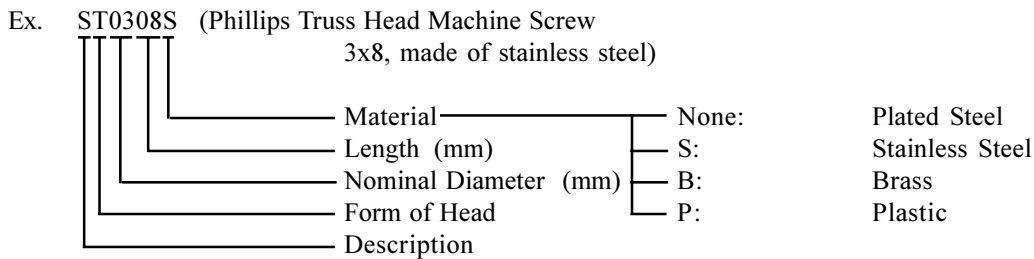 Ex. ST0308S (Phillips Truss Head Machine Screw
3x8, made of stainless steel)
Material None: Plated Steel
Length (mm) S: Stainless Steel
Nominal Diameter (mm) B: Brass
Form of Head P: Plastic
Description